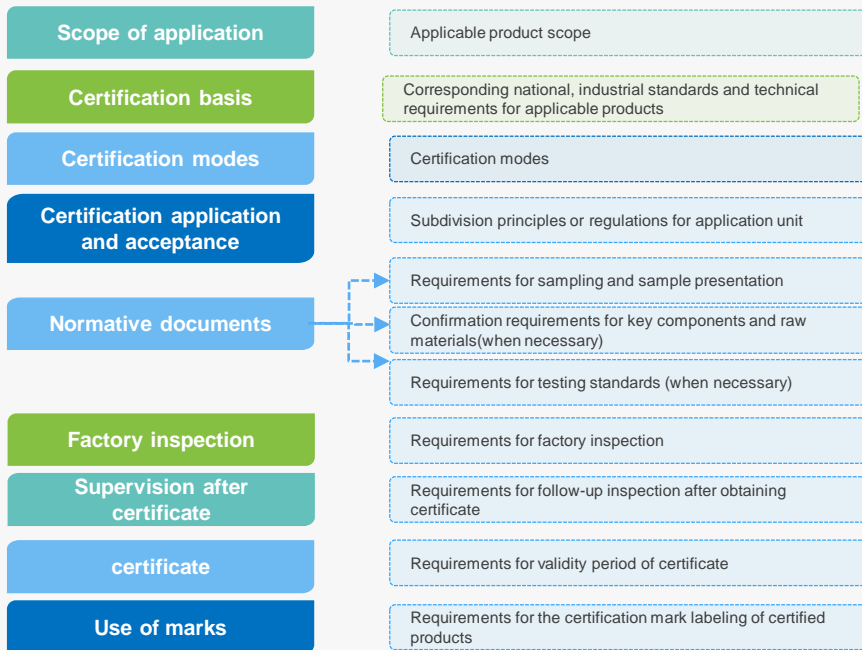 Scope of application
Applicable product scope
Certification basis
Corresponding national, industrial standards and technical
requirements for applicable products
Certification modes
Certification modes
Certification application
and acceptance
Subdivision principles or regulations for application unit
Normative documents
Requirements for sampling and sample presentation
Confirmation requirements for key components and raw
materials(when necessary)
Requirements for testing standards (when necessary)
Factory inspection
Requirements for factory inspection
Supervision after
certificate
Requirements for follow-up inspection after obtaining
certificate
certificate
Requirements for validity period of certificate
Use of marks
Requirements for the certification mark labeling of certified
products